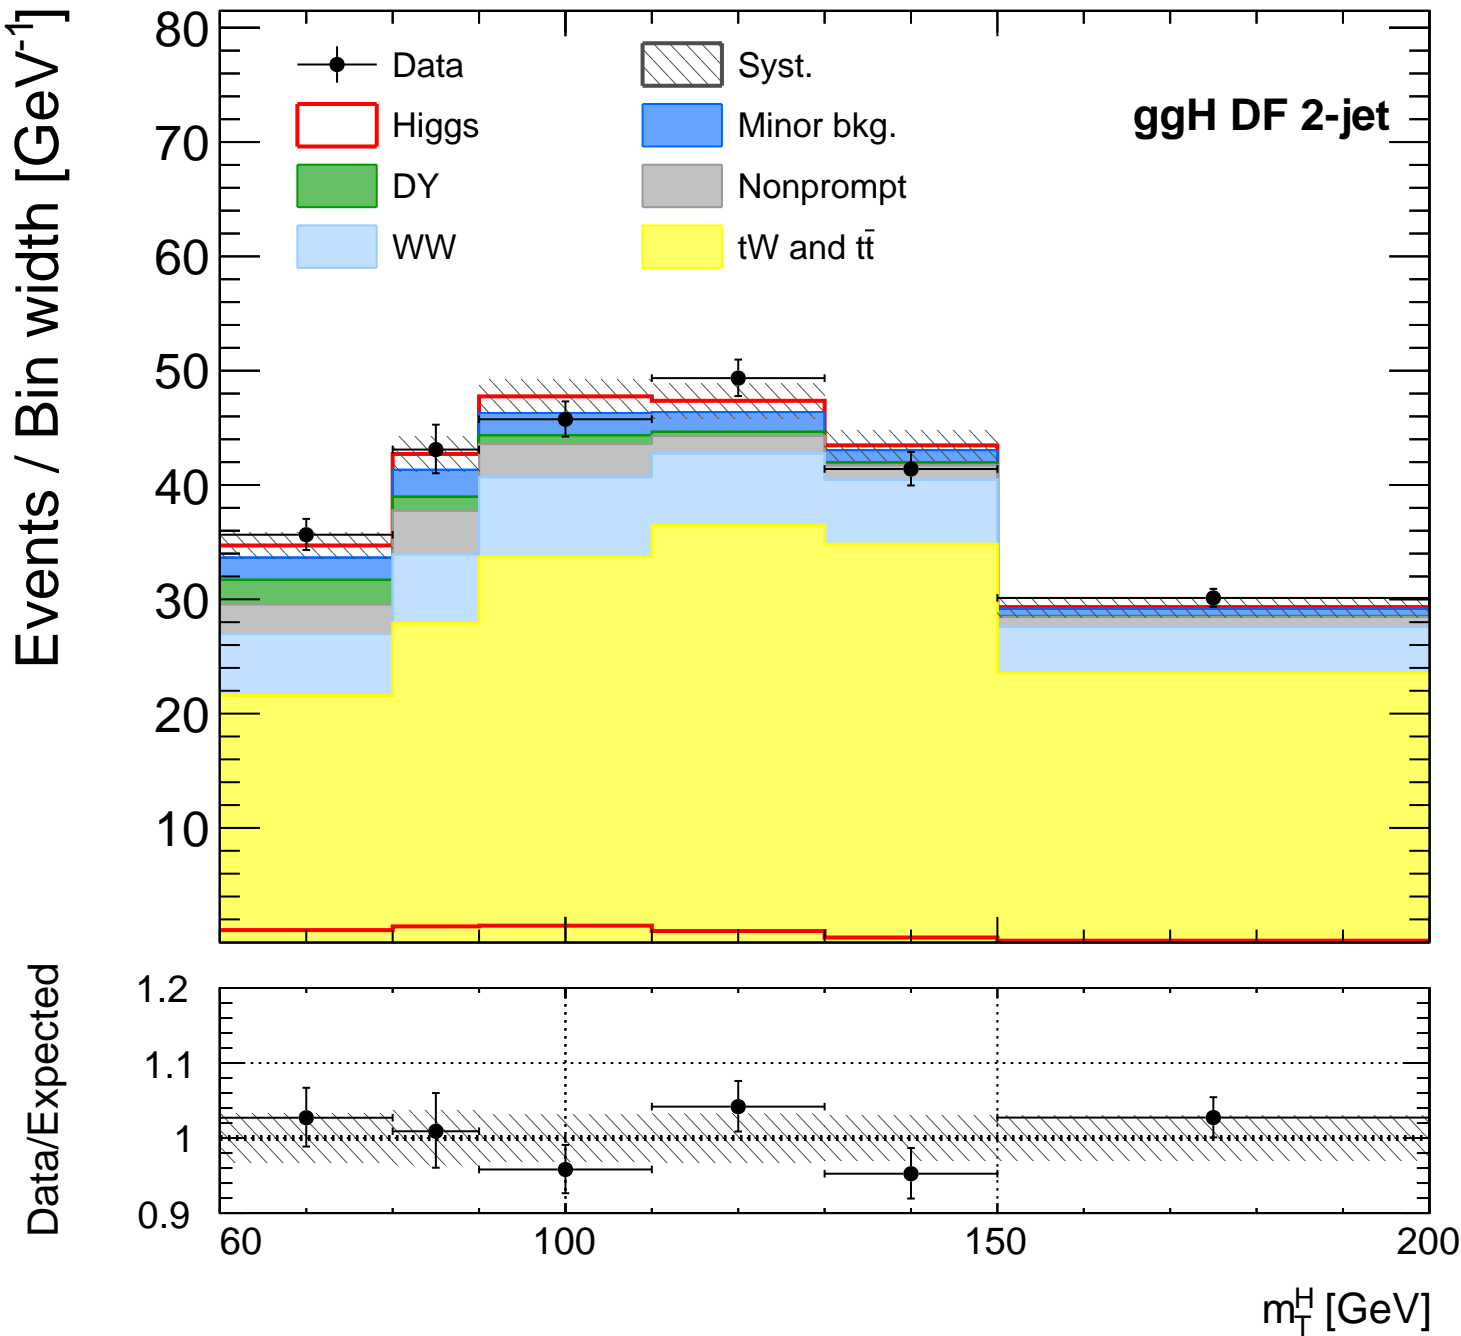 Events / Bin width [GeV⁻¹]
80
70
60
50
40
30
20
10
Data
Syst.
Higgs
Minor bkg.
DY
Nonprompt
WW
tW and tt̄
ggH DF 2-jet
Data/Expected
1.2
1.1
1
0.9
60
100
150
200
m_T^H [GeV]